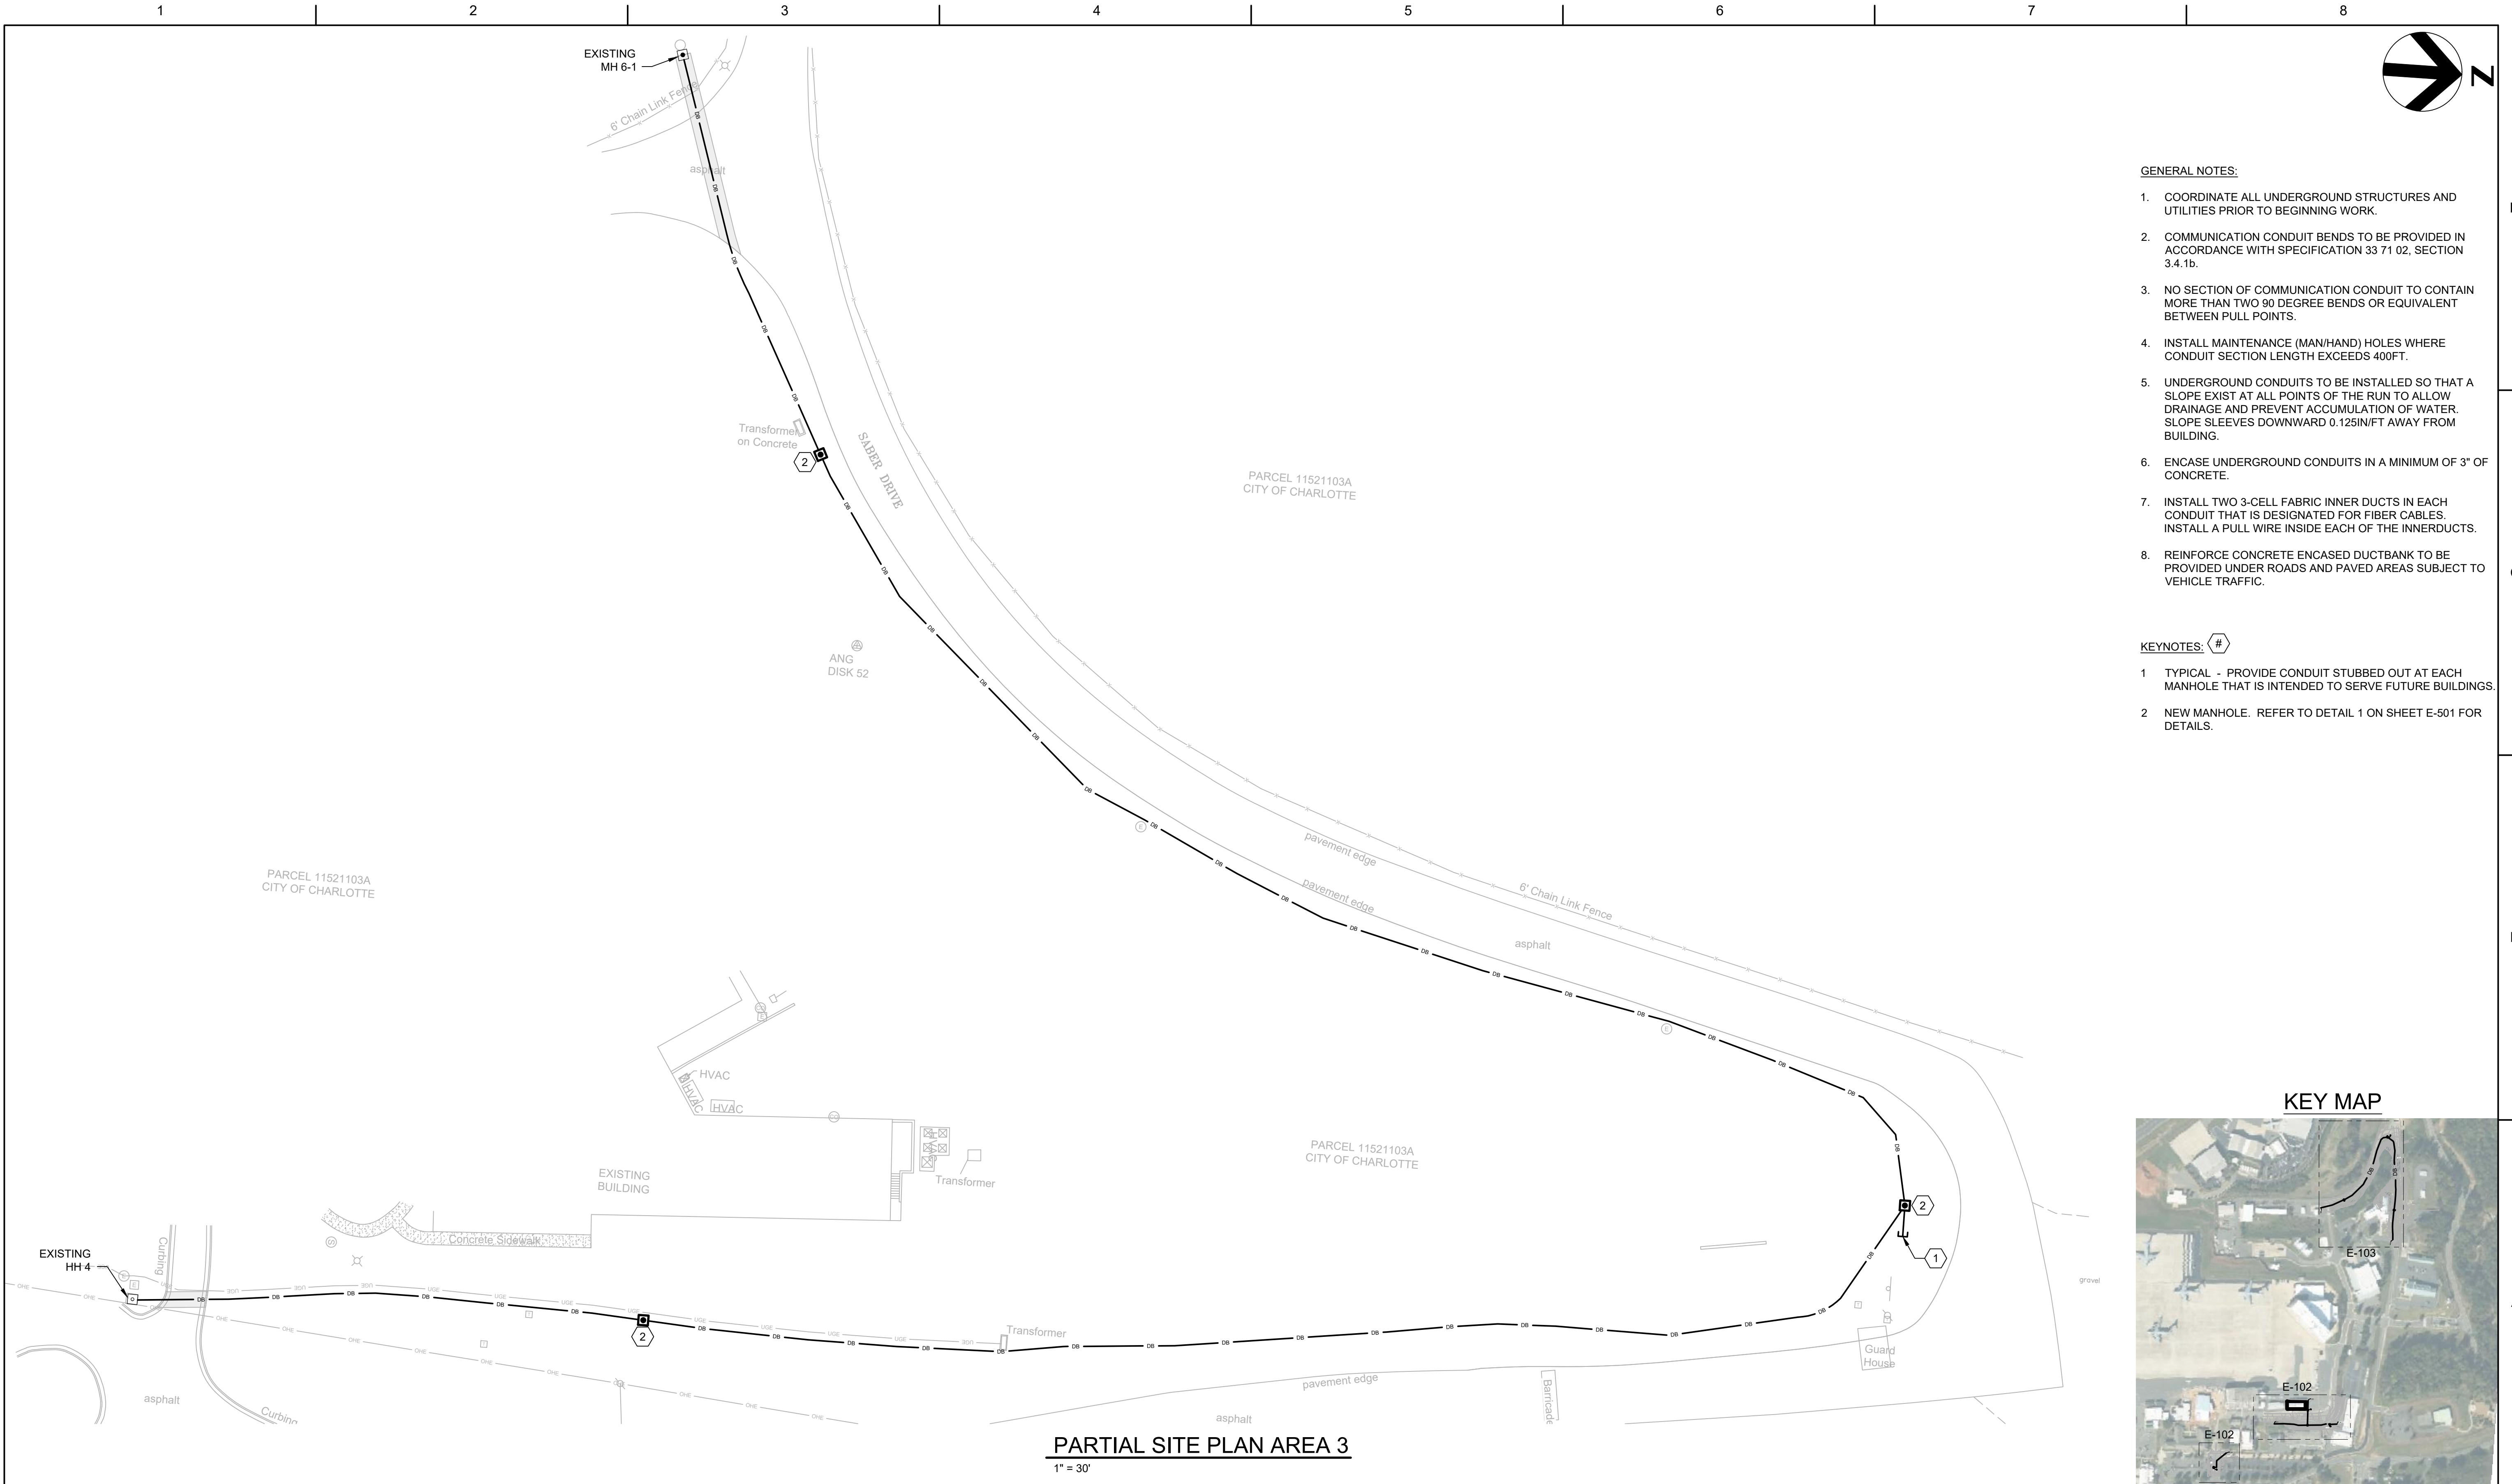 1 2 3 4 5 6 7 8
EXISTING
MH 6-1
6' Chain Link Fence
asphalt
Transformer
on Concrete
SABER DRIVE
PARCEL 11521103A
CITY OF CHARLOTTE
ANG
DISK 52
pavement edge
pavement edge
6' Chain Link Fence
asphalt
PARCEL 11521103A
CITY OF CHARLOTTE
HVAC
HVAC
HVAC
HVAC
Transformer
EXISTING
BUILDING
PARCEL 11521103A
CITY OF CHARLOTTE
Concrete Sidewalk
Curbing
EXISTING
HH 4
DB
UGE
OHE
2
2
2
1
Transformer
Guard
House
gravel
pavement edge
Barricade
asphalt
asphalt
Curbing
PARTIAL SITE PLAN AREA 3
1" = 30'
N
GENERAL NOTES:
1. COORDINATE ALL UNDERGROUND STRUCTURES AND
UTILITIES PRIOR TO BEGINNING WORK.
2. COMMUNICATION CONDUIT BENDS TO BE PROVIDED IN
ACCORDANCE WITH SPECIFICATION 33 71 02, SECTION
3.4.1b.
3. NO SECTION OF COMMUNICATION CONDUIT TO CONTAIN
MORE THAN TWO 90 DEGREE BENDS OR EQUIVALENT
BETWEEN PULL POINTS.
4. INSTALL MAINTENANCE (MAN/HAND) HOLES WHERE
CONDUIT SECTION LENGTH EXCEEDS 400FT.
5. UNDERGROUND CONDUITS TO BE INSTALLED SO THAT A
SLOPE EXIST AT ALL POINTS OF THE RUN TO ALLOW
DRAINAGE AND PREVENT ACCUMULATION OF WATER.
SLOPE SLEEVES DOWNWARD 0.125IN/FT AWAY FROM
BUILDING.
6. ENCASE UNDERGROUND CONDUITS IN A MINIMUM OF 3" OF
CONCRETE.
7. INSTALL TWO 3-CELL FABRIC INNER DUCTS IN EACH
CONDUIT THAT IS DESIGNATED FOR FIBER CABLES.
INSTALL A PULL WIRE INSIDE EACH OF THE INNERDUCTS.
8. REINFORCE CONCRETE ENCASED DUCTBANK TO BE
PROVIDED UNDER ROADS AND PAVED AREAS SUBJECT TO
VEHICLE TRAFFIC.
KEYNOTES: #
1 TYPICAL - PROVIDE CONDUIT STUBBED OUT AT EACH
MANHOLE THAT IS INTENDED TO SERVE FUTURE BUILDINGS.
2 NEW MANHOLE. REFER TO DETAIL 1 ON SHEET E-501 FOR
DETAILS.
KEY MAP
DB
DB
E-103
E-102
E-102